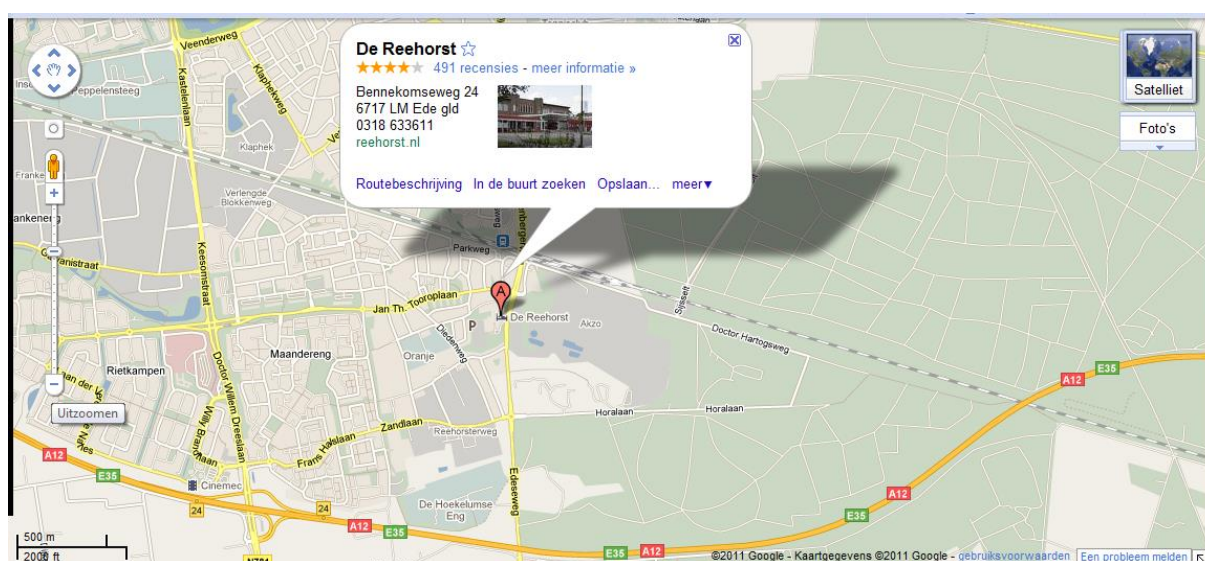 De Reehorst
491 recensies - meer informatie »
Bennekomseweg 24
6717 LM Ede gld
0318 633611
reehorst.nl
Routebeschrijving In de buurt zoeken Opslaan... meer▼
Satelliet
Foto's
Veenderweg
Kastelenlaan
Klaphekweg
Peppelensteeg
Klaphek
Verlengde
Blokkenweg
Keesomstraat
Parkweg
Jan Th. Tooroplaan
A
De Reehorst
Akzo
P
Sijsselt
Doctor Hartogsweg
Diedenweg
Maandereng
Oranje
Rietkampen
Doctor Willem Dreeslaan
Uitzoomen
Horalaan
Horalaan
Zandlaan
Reehorsterweg
Frans Halslaan
Edeseweg
A12
E35
Cinemec
24
24
De Hoekelumse
Eng
A12
E35
E35
A12
E35
A12
A12
E35
N781
500 m
2000 ft
©2011 Google - Kaartgegevens ©2011 Google - gebruiksvoorwaarden
Een probleem melden